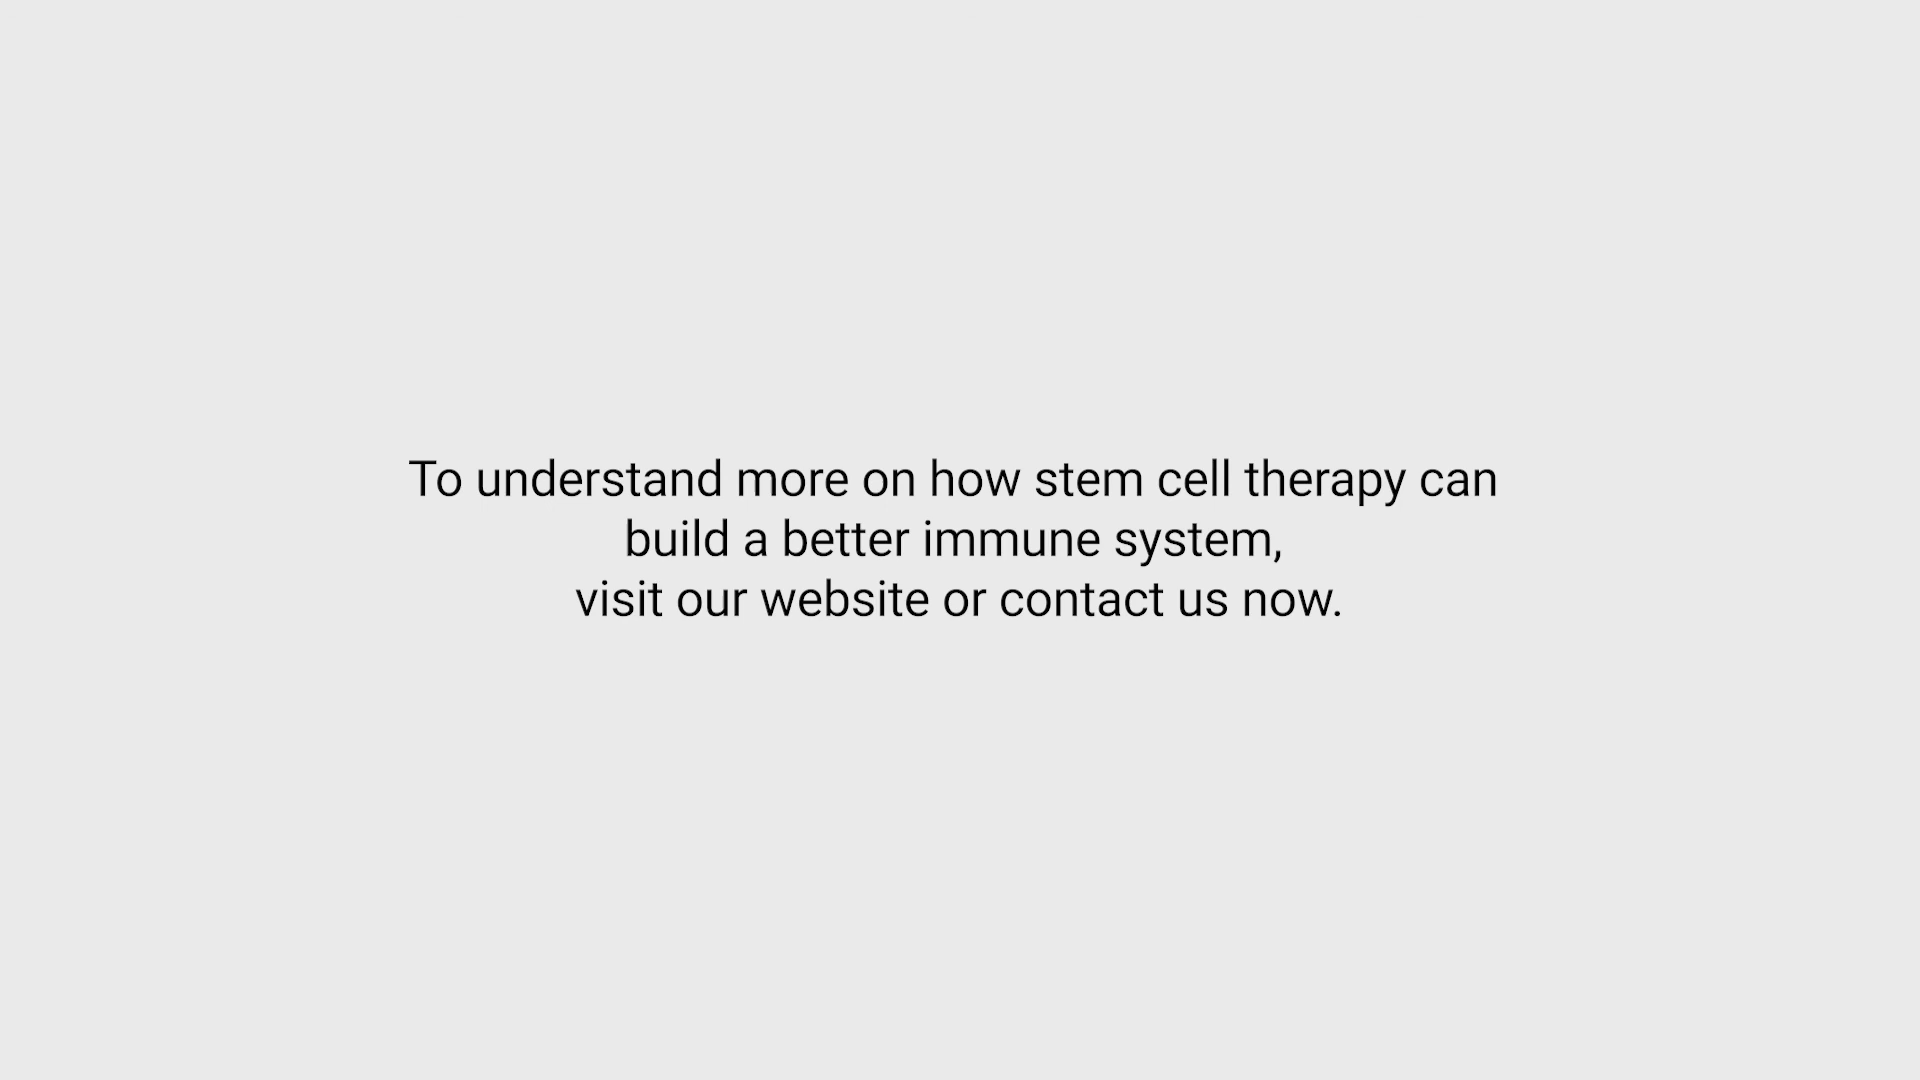 To understand more on how stem cell therapy can
build a better immune system,
visit our website or contact us now.